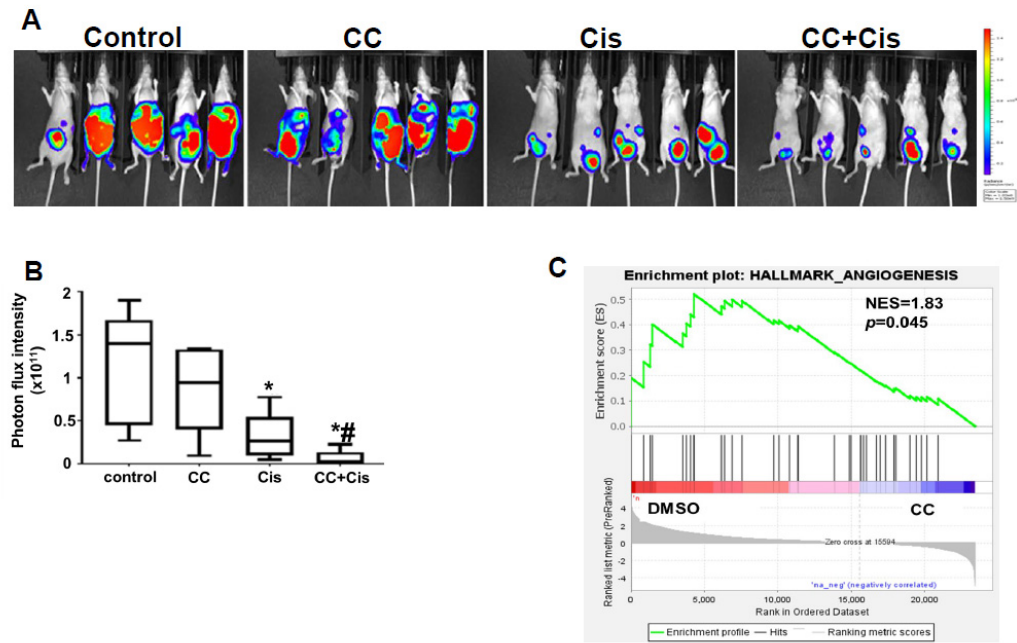 A
Control
CC
Cis
CC+Cis
B
Photon flux intensity
(x10¹¹)
2
1.5
1
0.5
0
*
*#
control
CC
Cis
CC+Cis
C
Enrichment plot: HALLMARK_ANGIOGENESIS
NES=1.83
p=0.045
Enrichment score (ES)
0.5
0.4
0.3
0.2
0.1
0.0
DMSO
CC
Ranked list metric (PreRanked)
4
2
0
-2
-4
Zero cross at 15594
'na_neg' (negatively correlated)
0
5,000
10,000
15,000
20,000
Rank in Ordered Dataset
Enrichment profile
Hits
Ranking metric scores